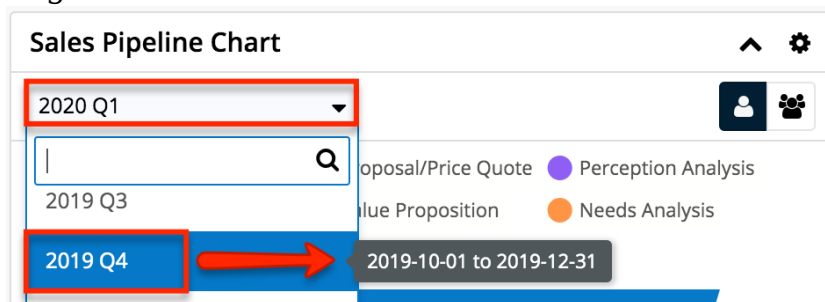 Sales Pipeline Chart
2020 Q1
oposal/Price Quote Perception Analysis
2019 Q3
lue Proposition Needs Analysis
2019 Q4 2019-10-01 to 2019-12-31